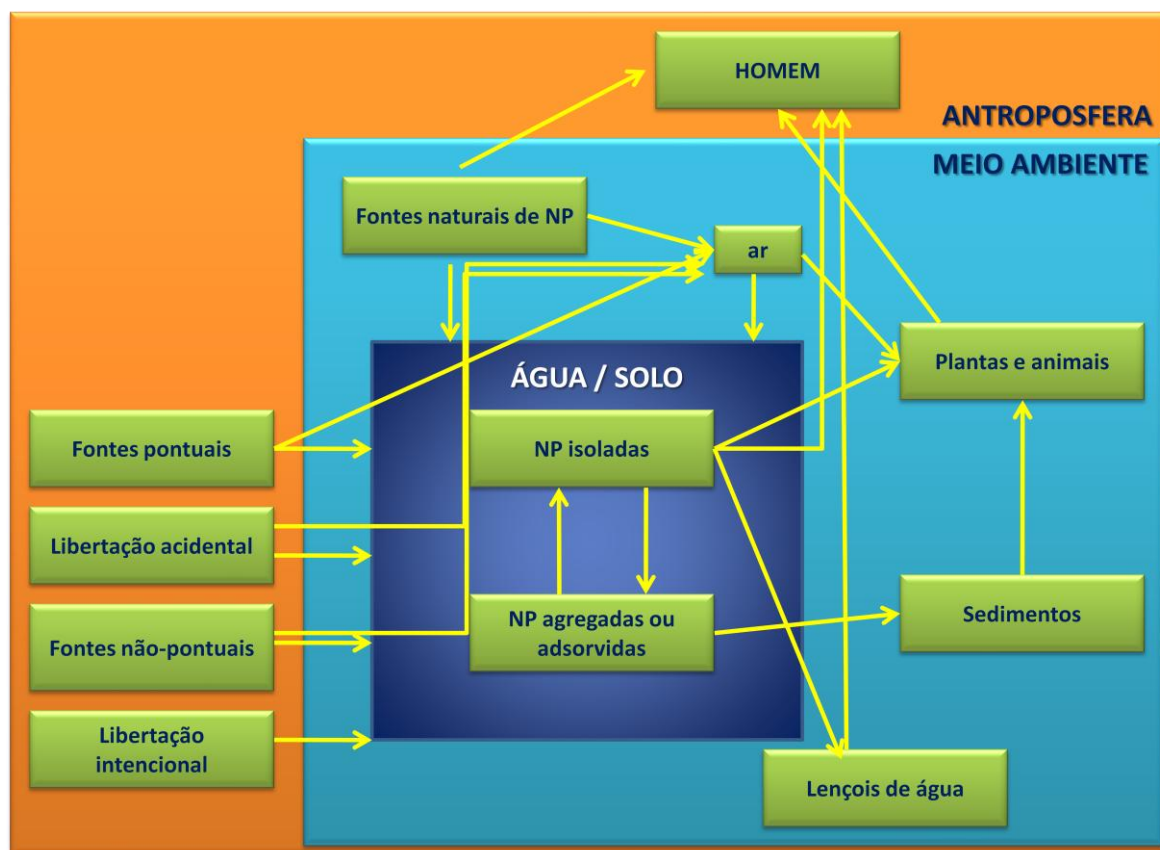 HOMEM
ANTROPOSFERA
MEIO AMBIENTE
Fontes naturais de NP
ar
ÁGUA / SOLO
Plantas e animais
Fontes pontuais
NP isoladas
Libertação acidental
NP agregadas ou
adsorvidas
Sedimentos
Fontes não-pontuais
Libertação
intencional
Lençois de água